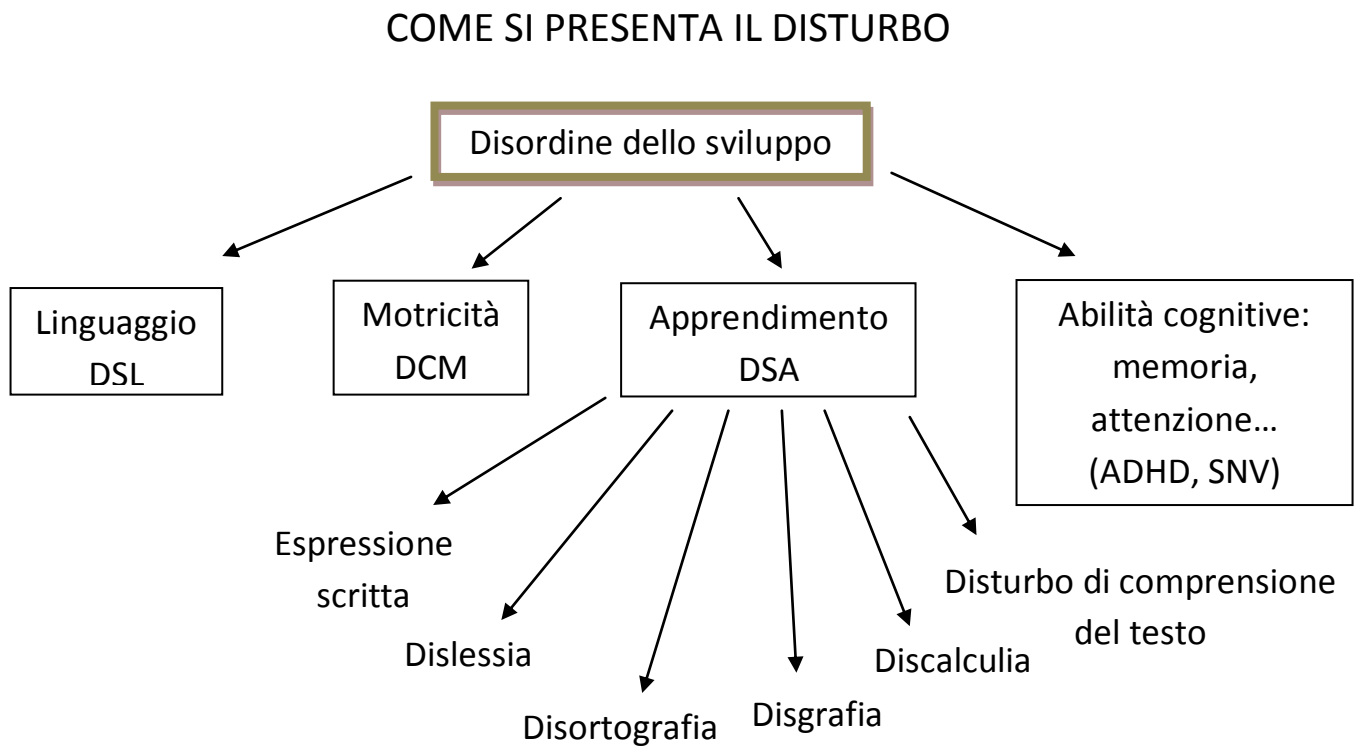 COME SI PRESENTA IL DISTURBO
Disordine dello sviluppo
Linguaggio
DSL
Motricità
DCM
Apprendimento
DSA
Abilità cognitive:
memoria,
attenzione…
(ADHD, SNV)
Espressione
scritta
Dislessia
Disortografia
Disgrafia
Discalculia
Disturbo di comprensione
del testo